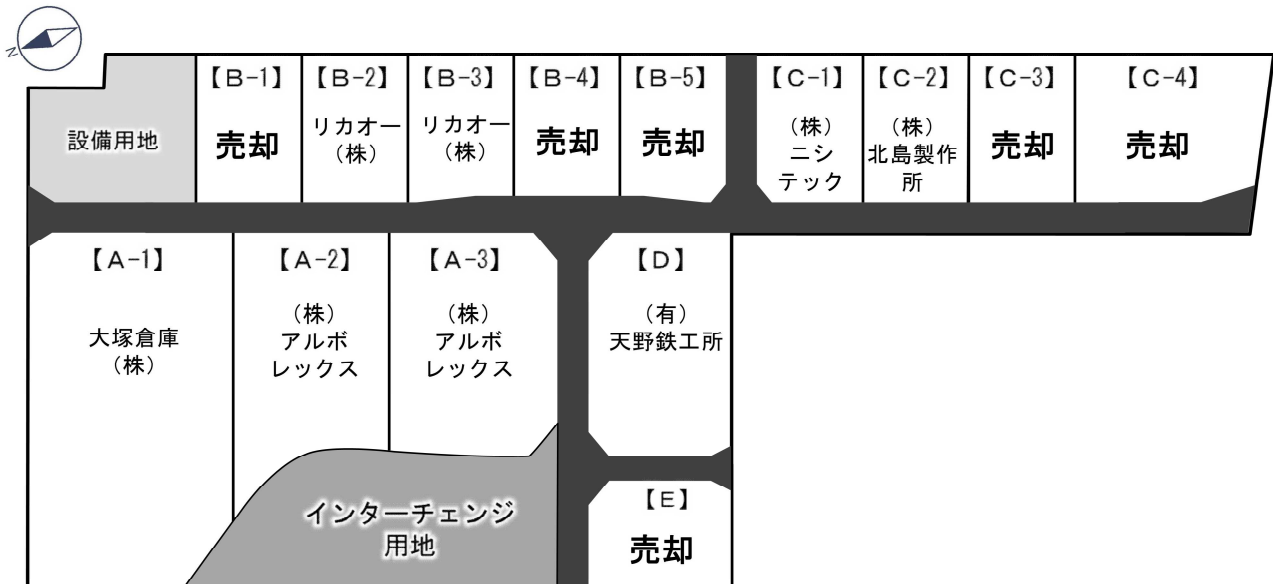 N
【B-1】
売却
【B-2】
リカオー
（株）
【B-3】
リカオー
（株）
【B-4】
売却
【B-5】
売却
【C-1】
（株）
ニシ
テック
【C-2】
（株）
北島製作
所
【C-3】
売却
【C-4】
売却
設備用地
【A-1】
大塚倉庫
（株）
【A-2】
（株）
アルボ
レックス
【A-3】
（株）
アルボ
レックス
【D】
（有）
天野鉄工所
インターチェンジ
用地
【E】
売却